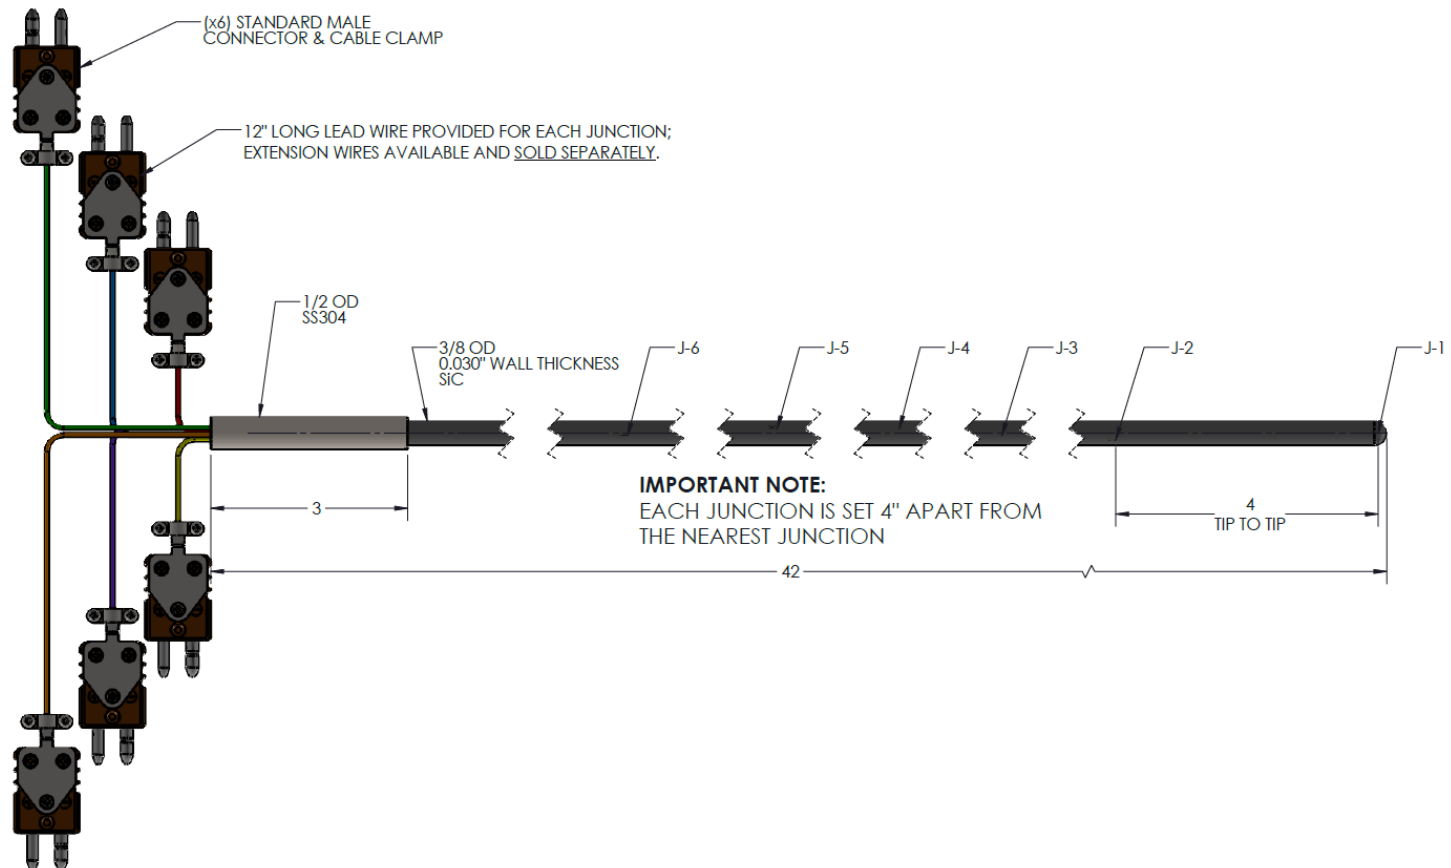 (x6) STANDARD MALE
CONNECTOR & CABLE CLAMP
12" LONG LEAD WIRE PROVIDED FOR EACH JUNCTION;
EXTENSION WIRES AVAILABLE AND SOLD SEPARATELY.
1/2 OD
SS304
3/8 OD
0.030" WALL THICKNESS
SiC
J-6
J-5
J-4
J-3
J-2
J-1
IMPORTANT NOTE:
EACH JUNCTION IS SET 4" APART FROM
THE NEAREST JUNCTION
3
4
TIP TO TIP
42